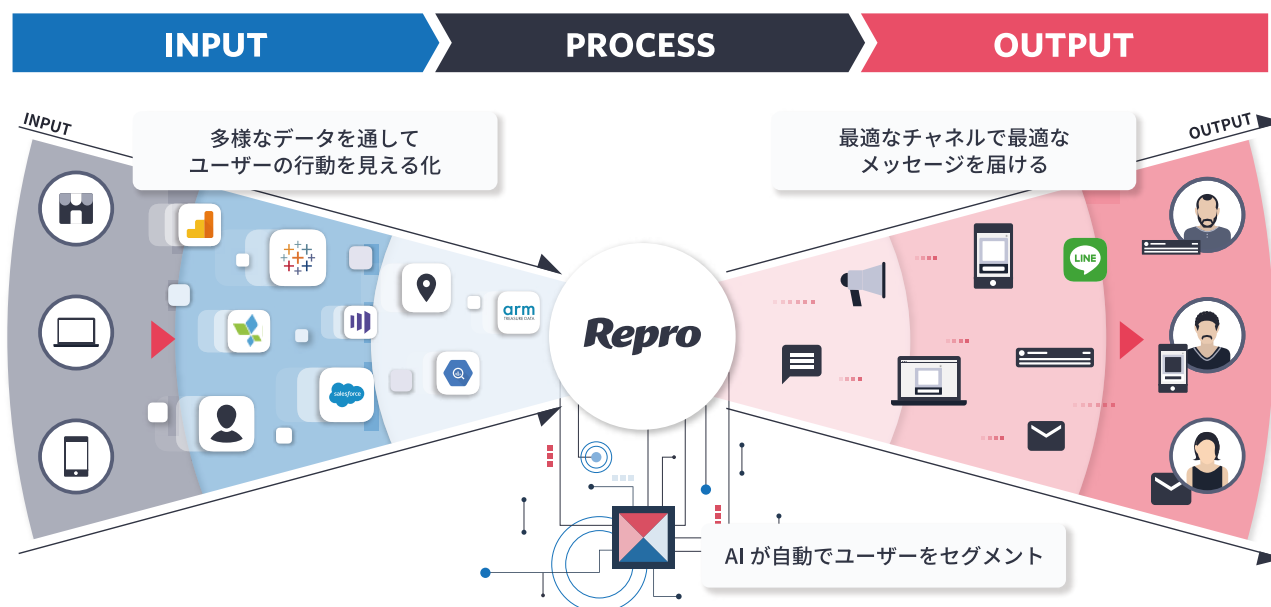 INPUT
PROCESS
OUTPUT
INPUT
多様なデータを通して
ユーザーの行動を見える化
最適なチャネルで最適な
メッセージを届ける
OUTPUT
LINE
arm
TREASURE DATA
Repro
salesforce
AI が自動でユーザーをセグメント